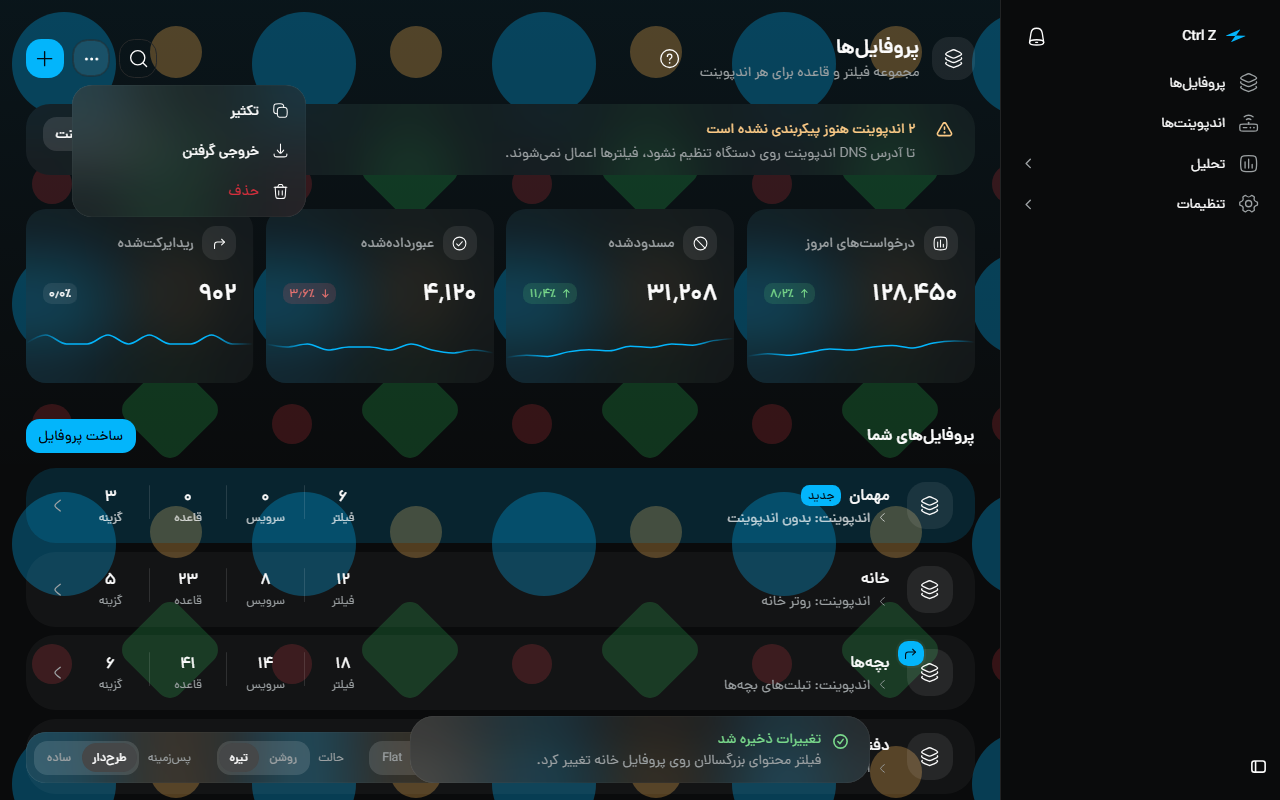 Ctrl Z
پروفایل‌ها
اندپوینت‌ها
تحلیل
تنظیمات
پروفایل‌ها
مجموعه فیلتر و قاعده برای هر اندپوینت
تکثیر
خروجی گرفتن
حذف
۲ اندپوینت هنوز پیکربندی نشده است
تا آدرس DNS اندپوینت روی دستگاه تنظیم نشود، فیلترها اعمال نمی‌شوند.
درخواست‌های امروز
۱۲۸,۴۵۰
۸٫۲٪
مسدودشده
۳۱,۲۰۸
۱۱٫۴٪
عبورداده‌شده
۴,۱۲۰
۳٫۶٪
ریدایرکت‌شده
۹۰۲
۰٫۰٪
پروفایل‌های شما
ساخت پروفایل
مهمان جدید
اندپوینت: بدون اندپوینت
۶ فیلتر
۰ سرویس
۰ قاعده
۳ گزینه
خانه
اندپوینت: روتر خانه
۱۲ فیلتر
۸ سرویس
۲۳ قاعده
۵ گزینه
بچه‌ها
اندپوینت: تبلت‌های بچه‌ها
۱۸ فیلتر
۱۴ سرویس
۴۱ قاعده
۶ گزینه
تغییرات ذخیره شد
فیلتر محتوای بزرگسالان روی پروفایل خانه تغییر کرد.
Flat
حالت روشن تیره
پس‌زمینه طرح‌دار ساده